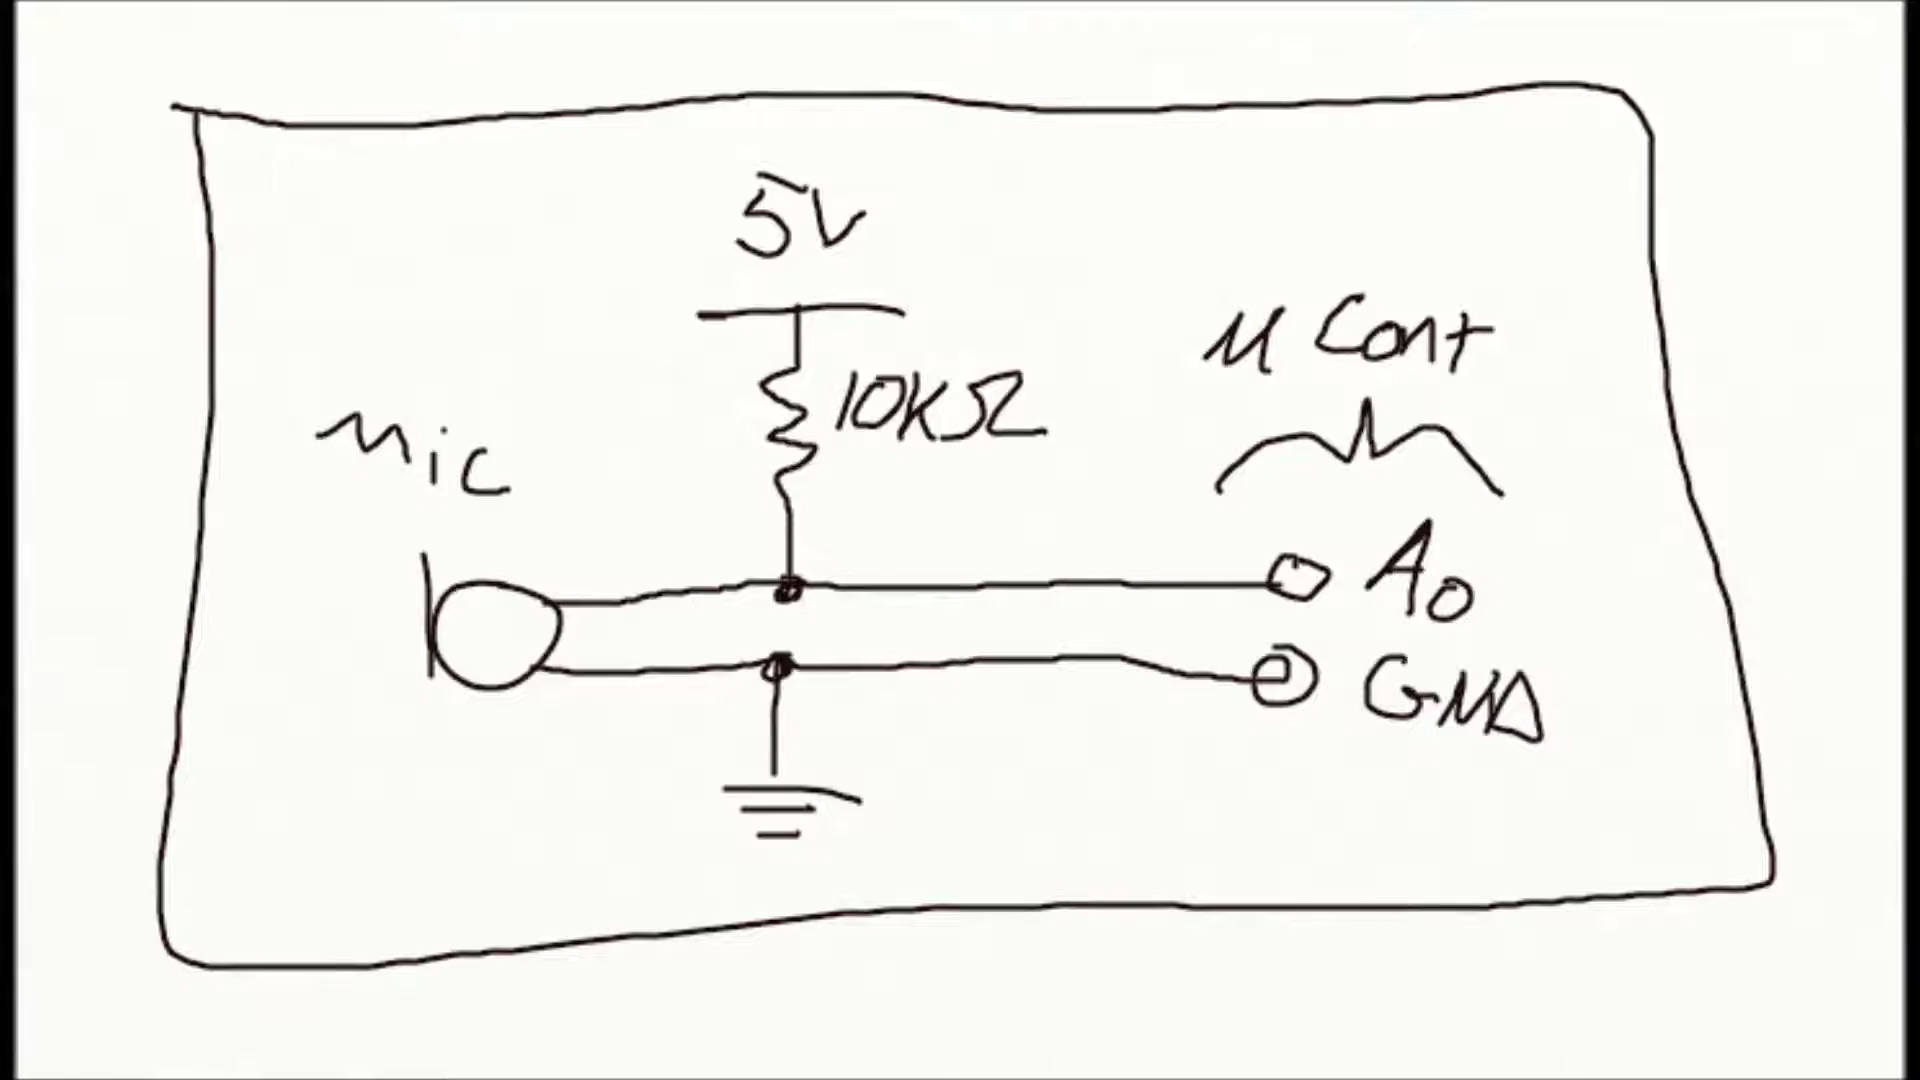 5V
10KΩ
μ Cont
Mic
A0
GND